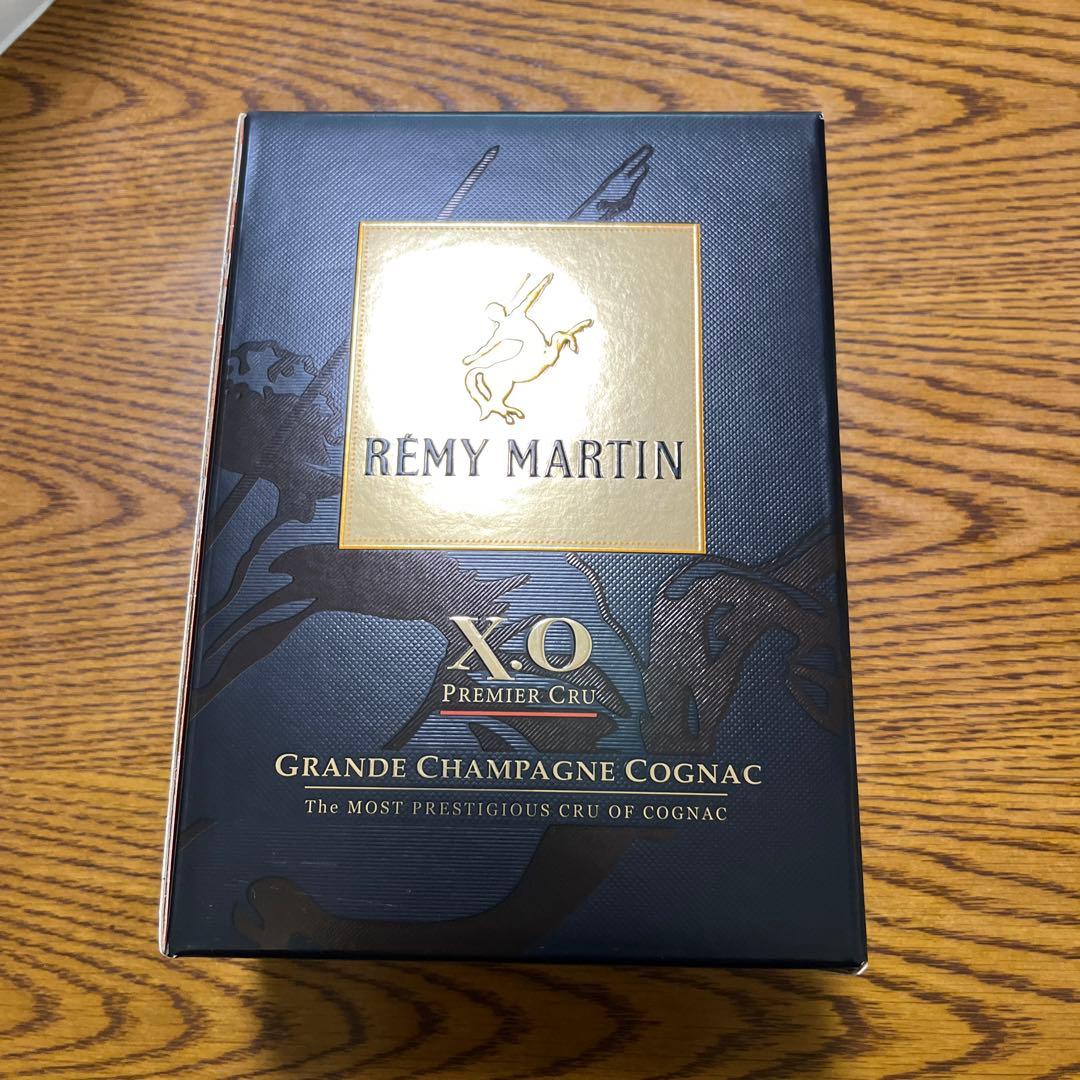 RÉMY MARTIN
X.O
PREMIER CRU
GRANDE CHAMPAGNE COGNAC
The MOST PRESTIGIOUS CRU OF COGNAC